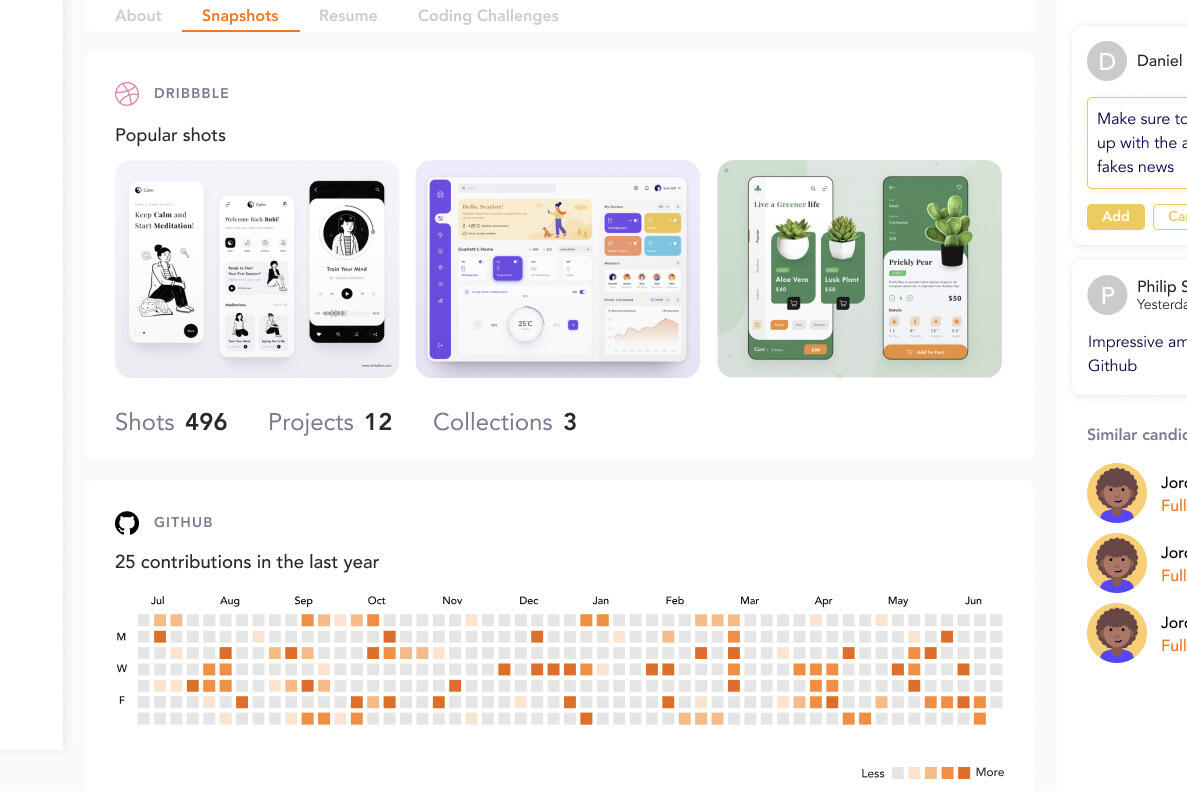 About Snapshots Resume Coding Challenges
DRIBBBLE
Popular shots
Calm
Keep Calm and
Start Meditation!
Calm
Welcome Back Ruhi!
Ready to Start
Your First Session?
Meditations
Train Your Mind
Hello, Scarlett!
+25°C
Scarlett's Home
My Devices
Members
Power Consumed
25°C
Live a Greener life
Aloe Vera
$40
Lusk Plant
$50
Cart
Prickly Pear
$50
Details
Add To Cart
Shots 496 Projects 12 Collections 3
GITHUB
25 contributions in the last year
Jul Aug Sep Oct Nov Dec Jan Feb Mar Apr May Jun
M
W
F
Less More
D Daniel
Make sure to
up with the a
fakes news
Add Ca
P Philip S
Yesterda
Impressive am
Github
Similar candid
Jord
Full
Jord
Full
Jord
Full